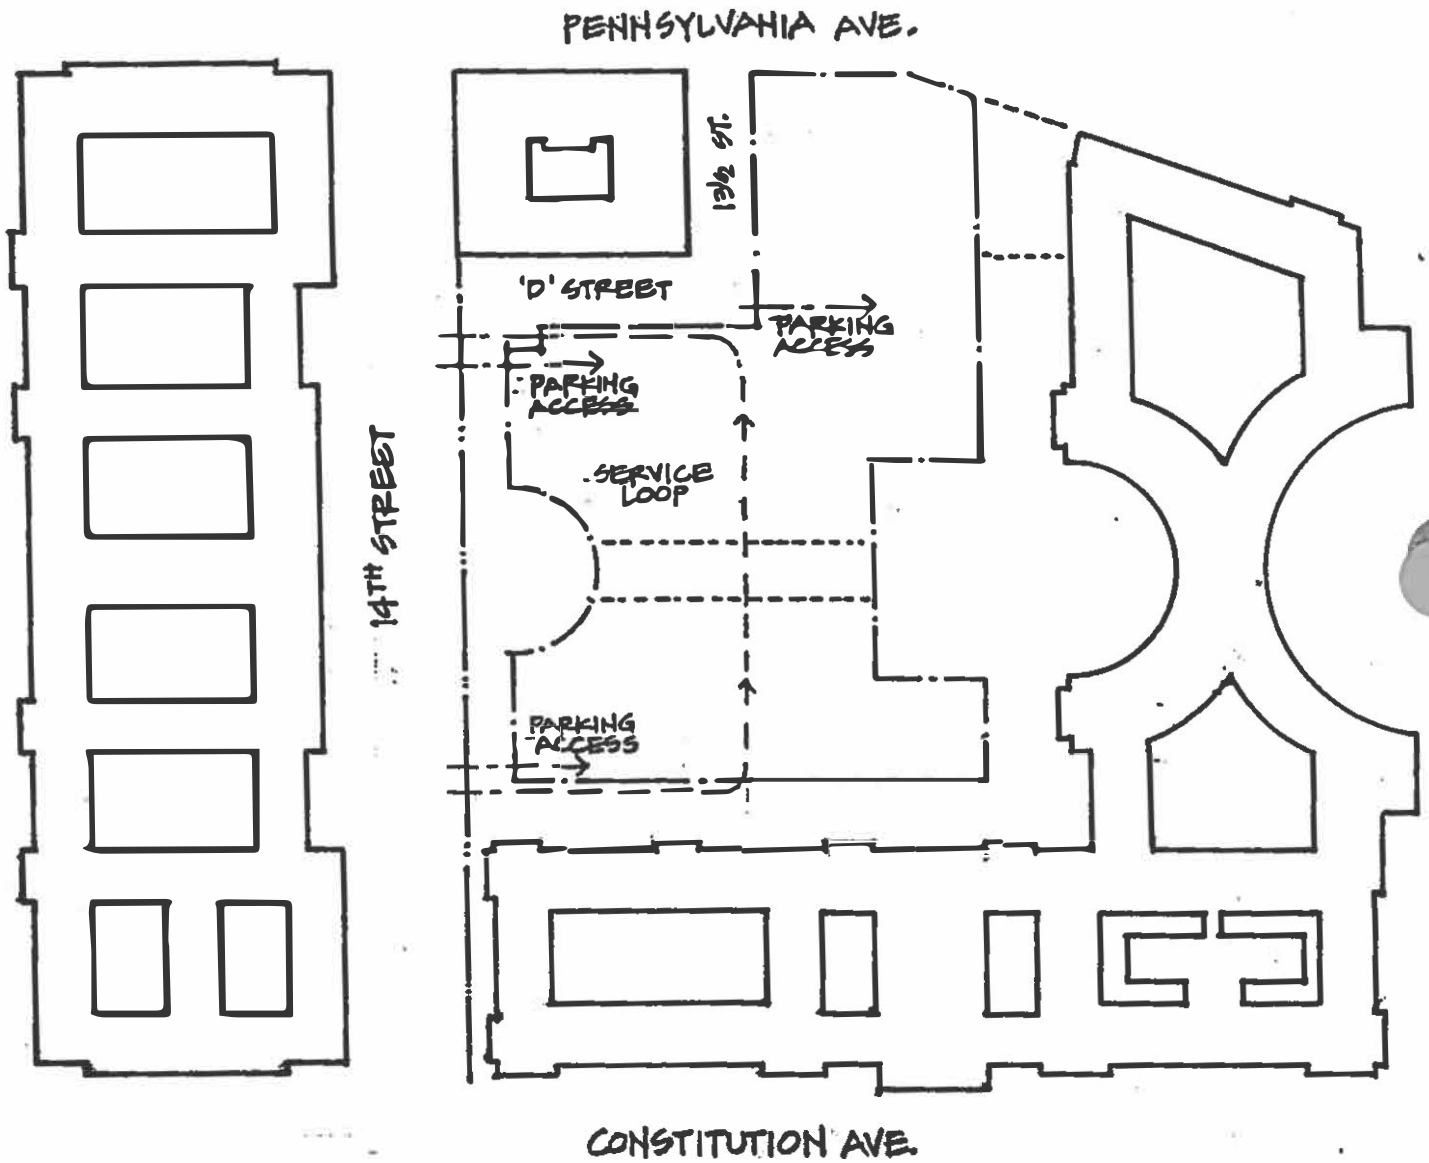 PENNSYLVANIA AVE.
13½ ST.
'D' STREET
PARKING
ACCESS
PARKING
ACCESS
14TH STREET
SERVICE
LOOP
PARKING
ACCESS
CONSTITUTION AVE.